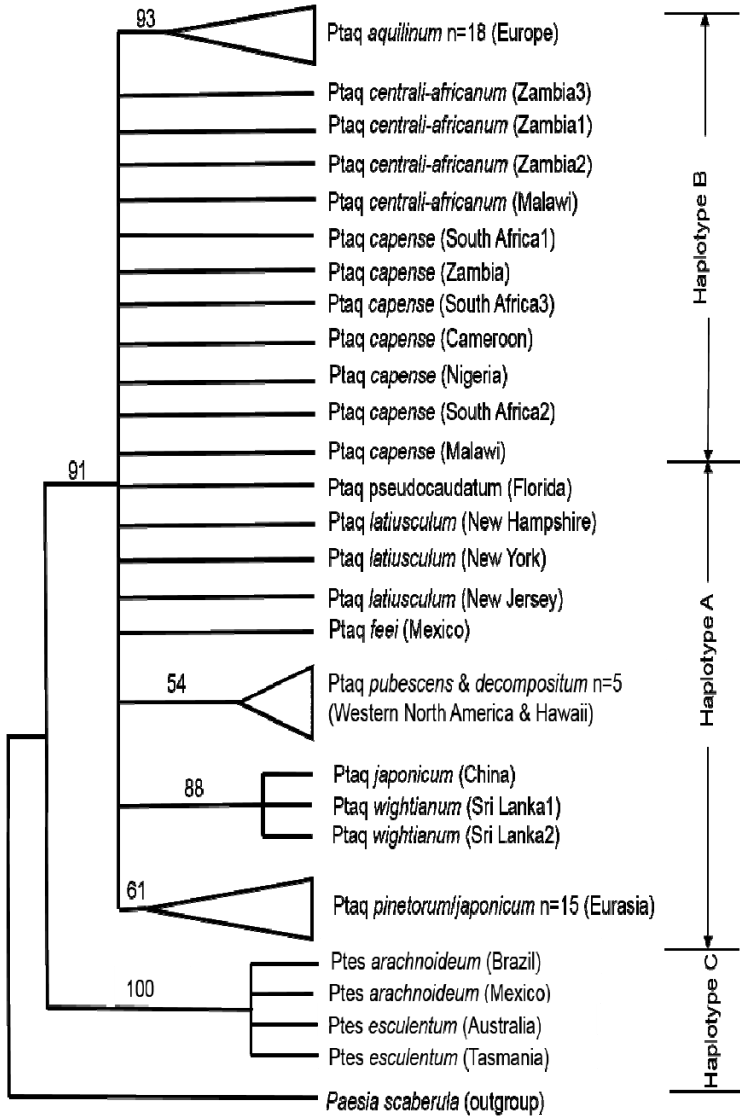 93
Ptaq aquilinum n=18 (Europe)
Ptaq centrali-africanum (Zambia3)
Ptaq centrali-africanum (Zambia1)
Ptaq centrali-africanum (Zambia2)
Ptaq centrali-africanum (Malawi)
Ptaq capense (South Africa1)
Ptaq capense (Zambia)
Ptaq capense (South Africa3)
Ptaq capense (Cameroon)
Ptaq capense (Nigeria)
Ptaq capense (South Africa2)
Ptaq capense (Malawi)
Haplotype B
91
Ptaq pseudocaudatum (Florida)
Ptaq latiusculum (New Hampshire)
Ptaq latiusculum (New York)
Ptaq latiusculum (New Jersey)
Ptaq feei (Mexico)
54
Ptaq pubescens & decompositum n=5
(Western North America & Hawaii)
88
Ptaq japonicum (China)
Ptaq wightianum (Sri Lanka1)
Ptaq wightianum (Sri Lanka2)
61
Ptaq pinetorum/japonicum n=15 (Eurasia)
Haplotype A
100
Ptes arachnoideum (Brazil)
Ptes arachnoideum (Mexico)
Ptes esculentum (Australia)
Ptes esculentum (Tasmania)
Haplotype C
Paesia scaberula (outgroup)